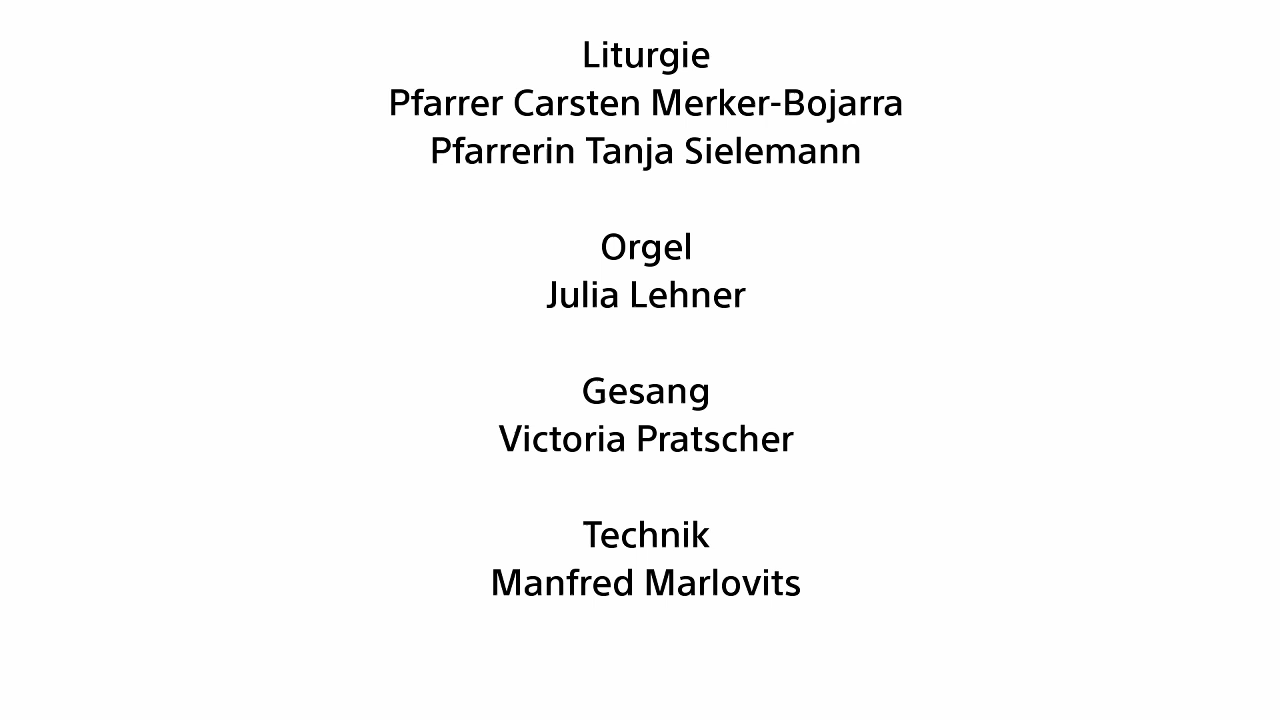 Liturgie
Pfarrer Carsten Merker-Bojarra
Pfarrerin Tanja Sielemann
Orgel
Julia Lehner
Gesang
Victoria Pratscher
Technik
Manfred Marlovits